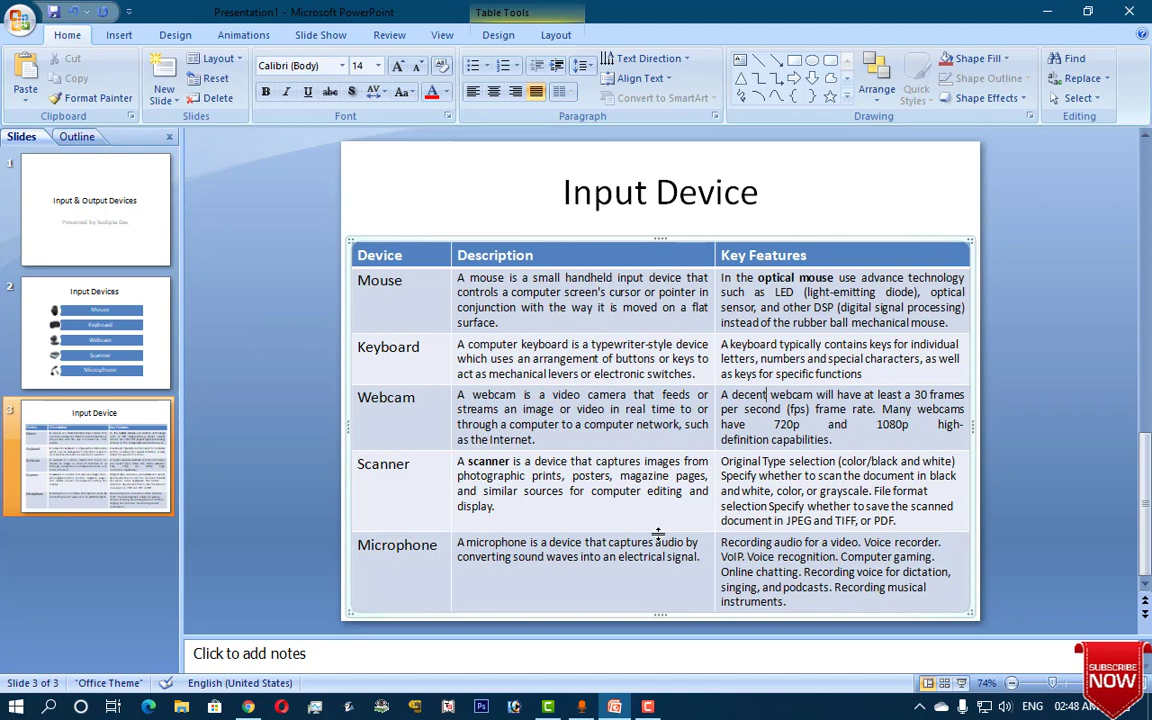 Presentation1 - Microsoft PowerPoint
Table Tools
Home Insert Design Animations Slide Show Review View Design Layout
Paste
Cut
Copy
Format Painter
Clipboard
New Slide
Layout
Reset
Delete
Slides
Calibri (Body) 14
B I U abc S AV Aa A
Font
Text Direction
Align Text
Convert to SmartArt
Paragraph
Arrange
Quick Styles
Shape Fill
Shape Outline
Shape Effects
Drawing
Find
Replace
Select
Editing
Slides Outline
1
Input & Output Devices
Presented by Sudipta Das
2
Input Devices
Mouse
Keyboard
Webcam
Scanner
Microphone
3
Input Device
Input Device
Device Description Key Features
Mouse
A mouse is a small handheld input device that
controls a computer screen's cursor or pointer in
conjunction with the way it is moved on a flat
surface.
In the optical mouse use advance technology
such as LED (light-emitting diode), optical
sensor, and other DSP (digital signal processing)
instead of the rubber ball mechanical mouse.
Keyboard
A computer keyboard is a typewriter-style device
which uses an arrangement of buttons or keys to
act as mechanical levers or electronic switches.
A keyboard typically contains keys for individual
letters, numbers and special characters, as well
as keys for specific functions
Webcam
A webcam is a video camera that feeds or
streams an image or video in real time to or
through a computer to a computer network, such
as the Internet.
A decent webcam will have at least a 30 frames
per second (fps) frame rate. Many webcams
have 720p and 1080p high-
definition capabilities.
Scanner
A scanner is a device that captures images from
photographic prints, posters, magazine pages,
and similar sources for computer editing and
display.
Original Type selection (color/black and white)
Specify whether to scan the document in black
and white, color, or grayscale. File format
selection Specify whether to save the scanned
document in JPEG and TIFF, or PDF.
Microphone
A microphone is a device that captures audio by
converting sound waves into an electrical signal.
Recording audio for a video. Voice recorder.
VoIP. Voice recognition. Computer gaming.
Online chatting. Recording voice for dictation,
singing, and podcasts. Recording musical
instruments.
Click to add notes
Slide 3 of 3 "Office Theme" English (United States) 74%
SUBSCRIBE
NOW
ENG 02:48 AM